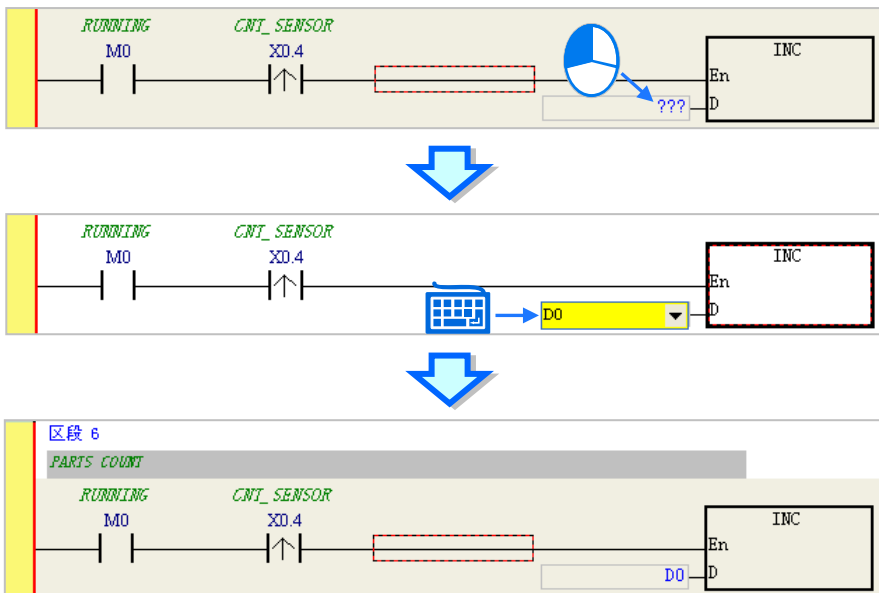 RUNNING CNT_SENSOR
M0 X0.4 INC
En
??? D
RUNNING CNT_SENSOR
M0 X0.4 INC
En
D0 D
区段 6
PARTS COUNT
RUNNING CNT_SENSOR
M0 X0.4 INC
En
D0 D